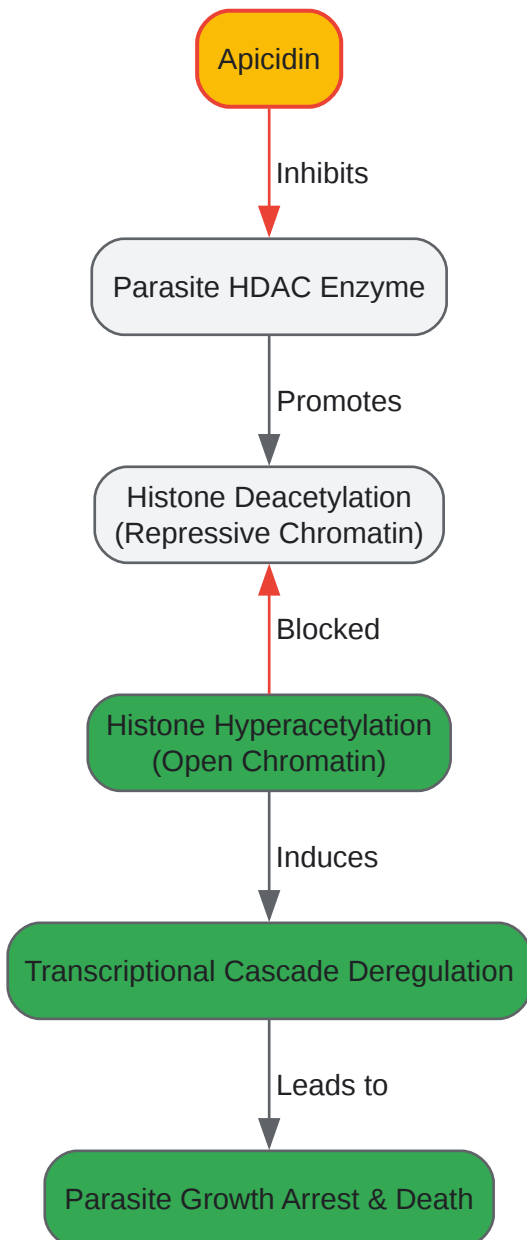 Apicidin
Inhibits
Parasite HDAC Enzyme
Promotes
Histone Deacetylation
(Repressive Chromatin)
Blocked
Histone Hyperacetylation
(Open Chromatin)
Induces
Transcriptional Cascade Deregulation
Leads to
Parasite Growth Arrest & Death